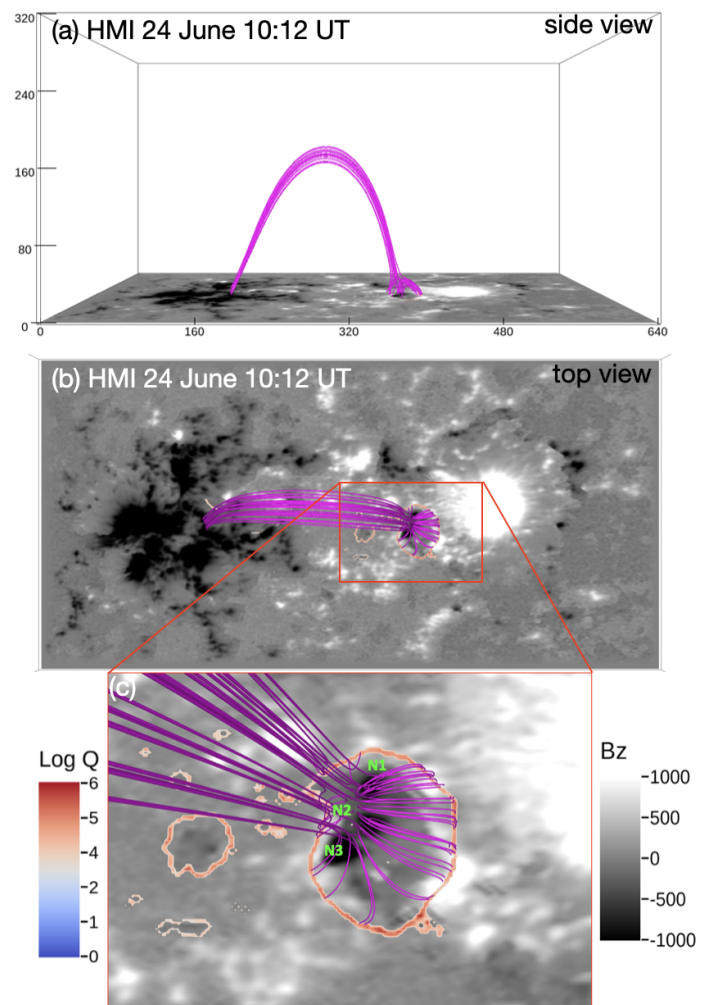 320
(a) HMI 24 June 10:12 UT
side view
240
160
80
0
0
160
320
480
640
(b) HMI 24 June 10:12 UT
top view
(c)
N1
N2
N3
Log Q
6
5
4
2
1
0
Bz
1000
500
0
-500
-1000